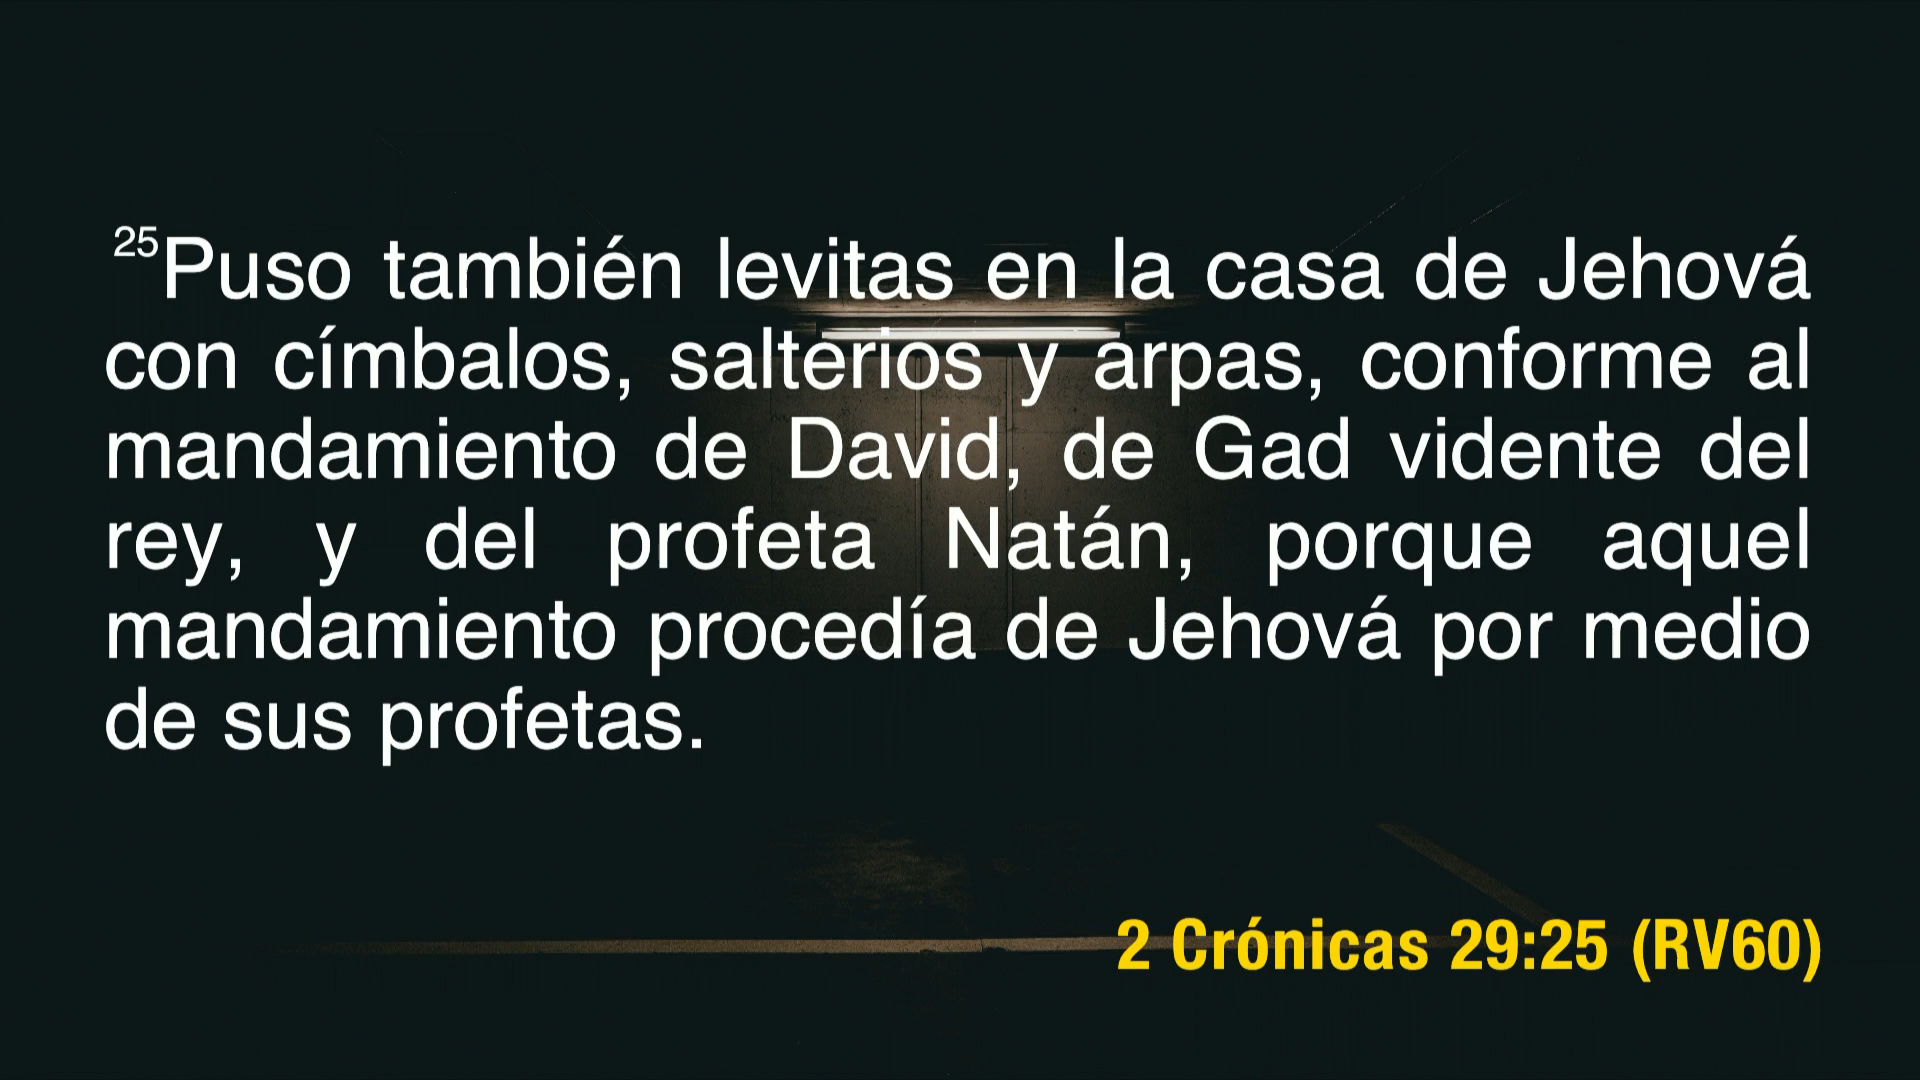 25Puso también levitas en la casa de Jehová
con címbalos, salterios y arpas, conforme al
mandamiento de David, de Gad vidente del
rey, y del profeta Natán, porque aquel
mandamiento procedía de Jehová por medio
de sus profetas.
2 Crónicas 29:25 (RV60)